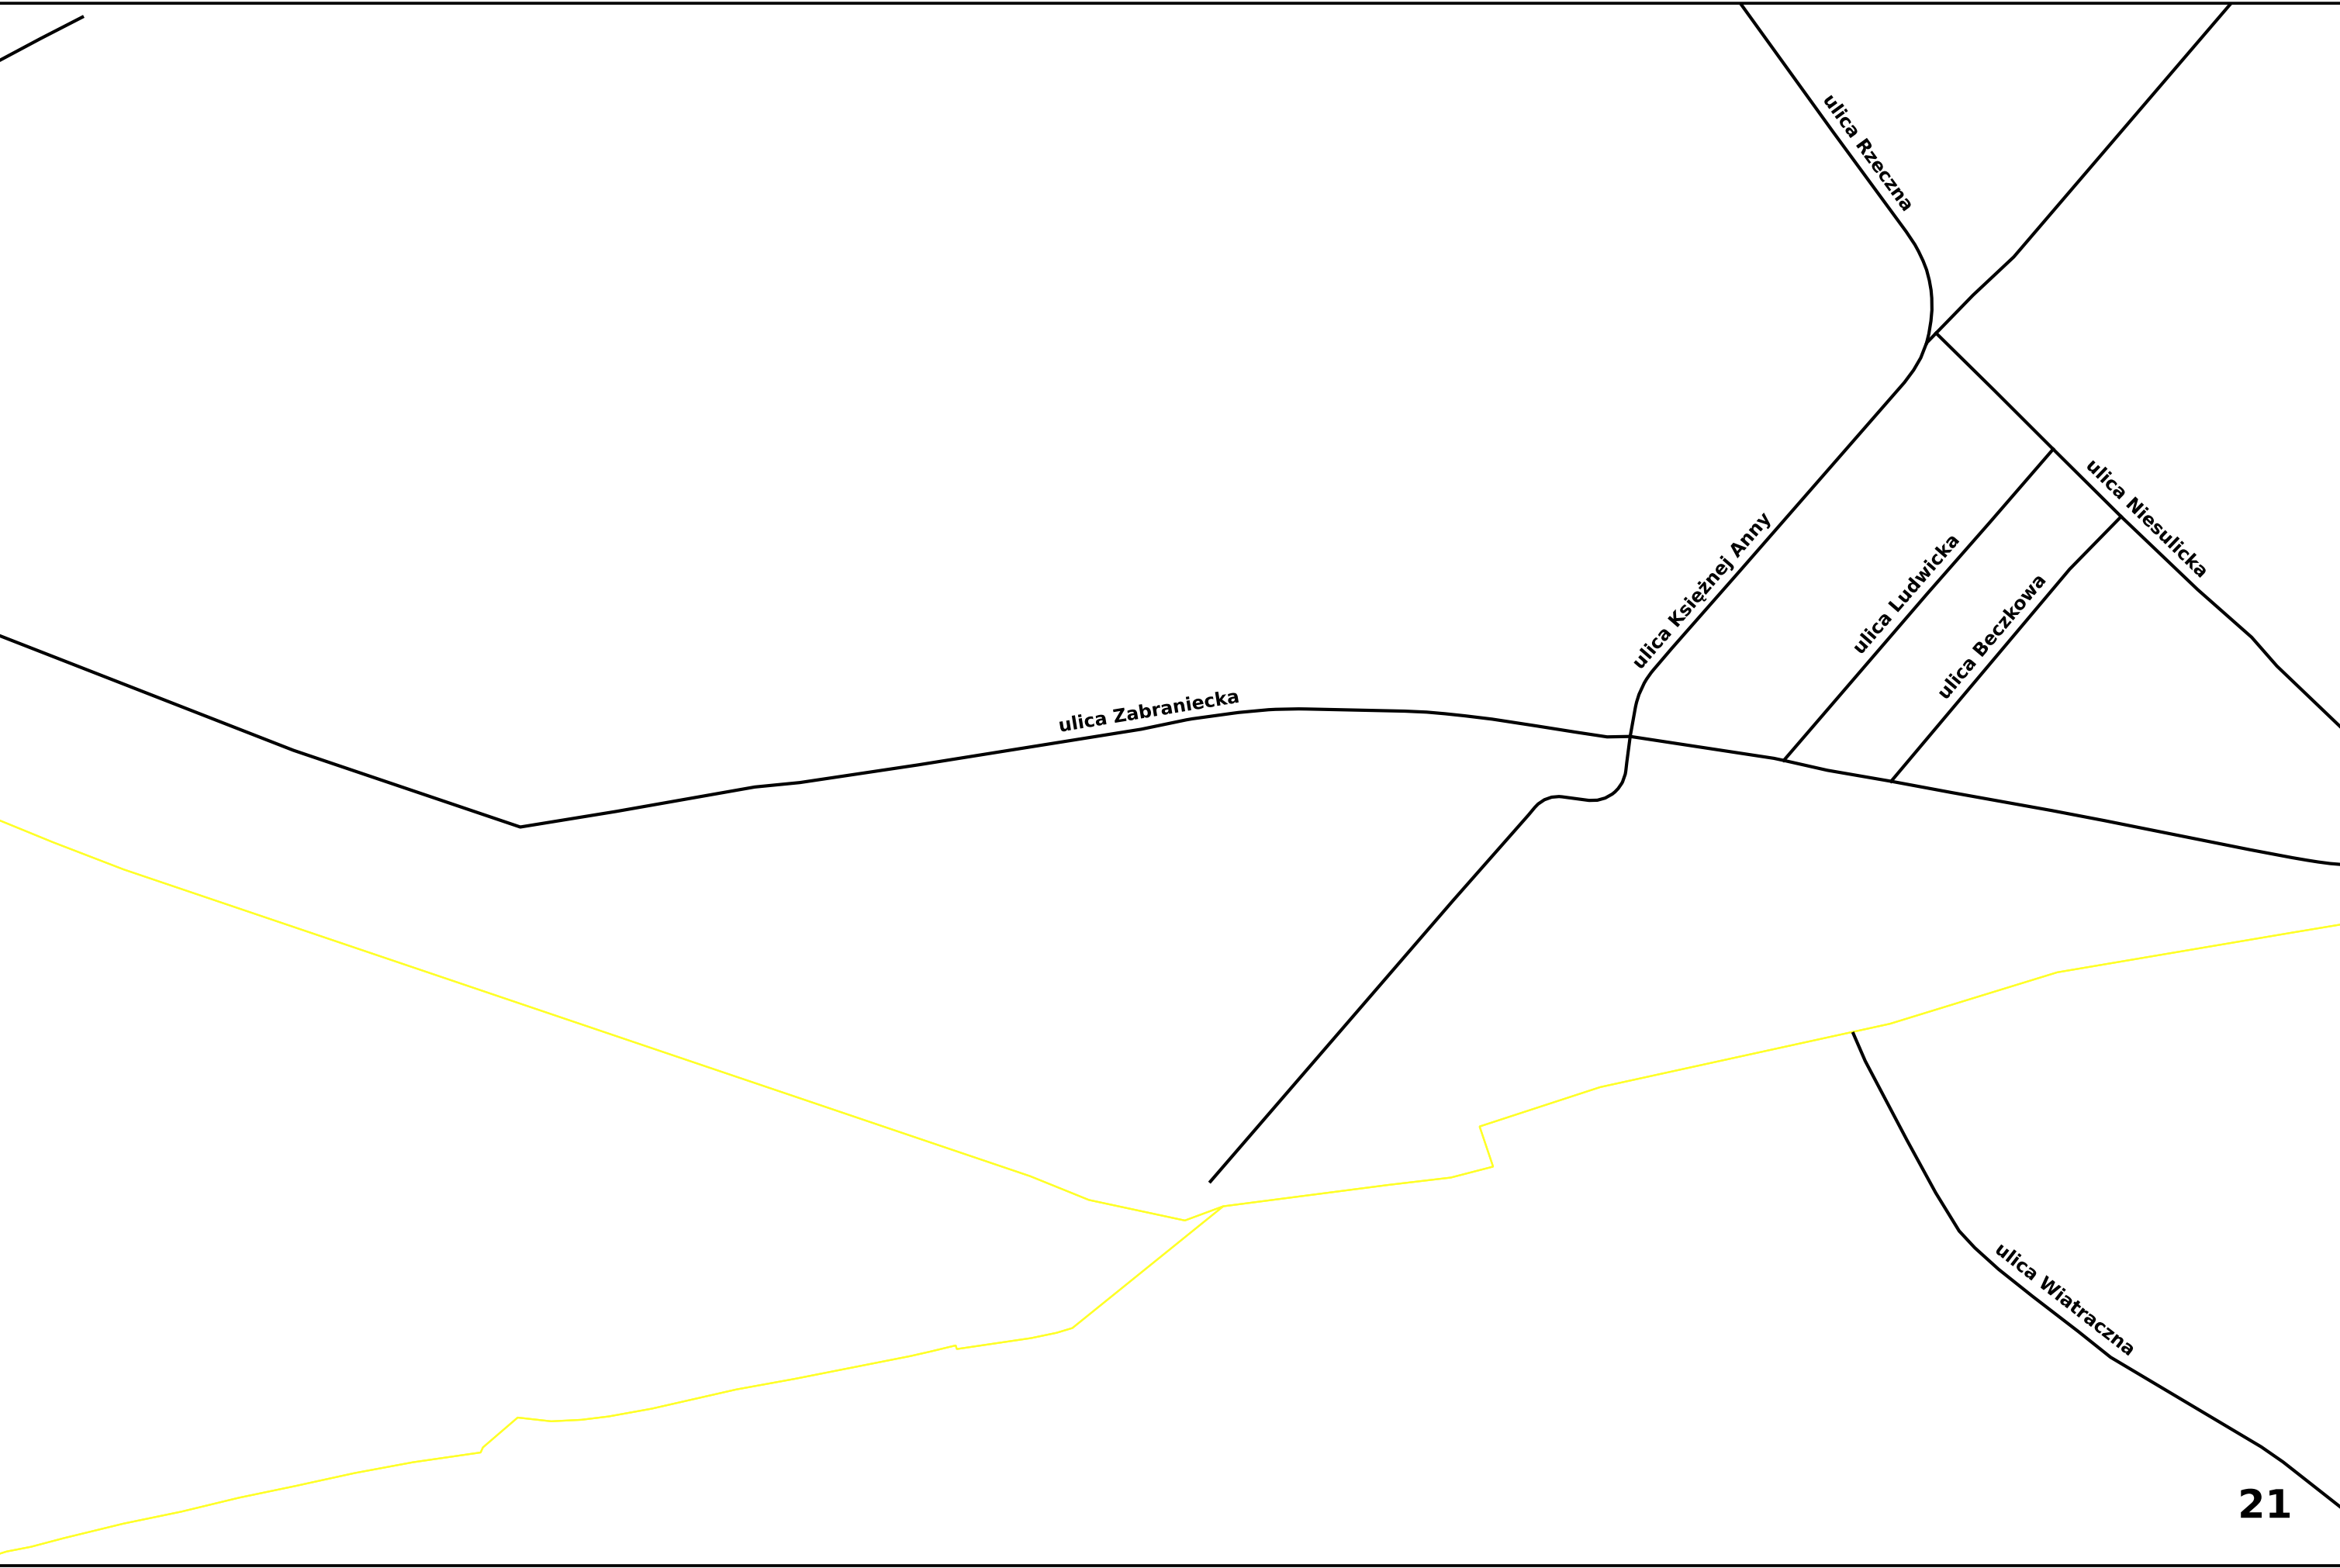 ulica Rzeczna
ulica Niesulicka
ulica Księżnej Anny
ulica Ludwicka
ulica Beczkowa
ulica Zabraniecka
ulica Wiatraczna
21